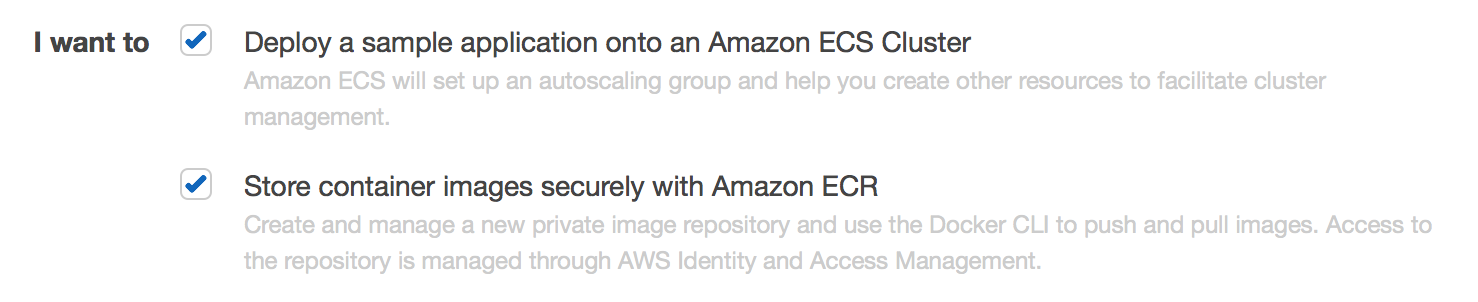 I want to Deploy a sample application onto an Amazon ECS Cluster
Amazon ECS will set up an autoscaling group and help you create other resources to facilitate cluster
management.
Store container images securely with Amazon ECR
Create and manage a new private image repository and use the Docker CLI to push and pull images. Access to
the repository is managed through AWS Identity and Access Management.